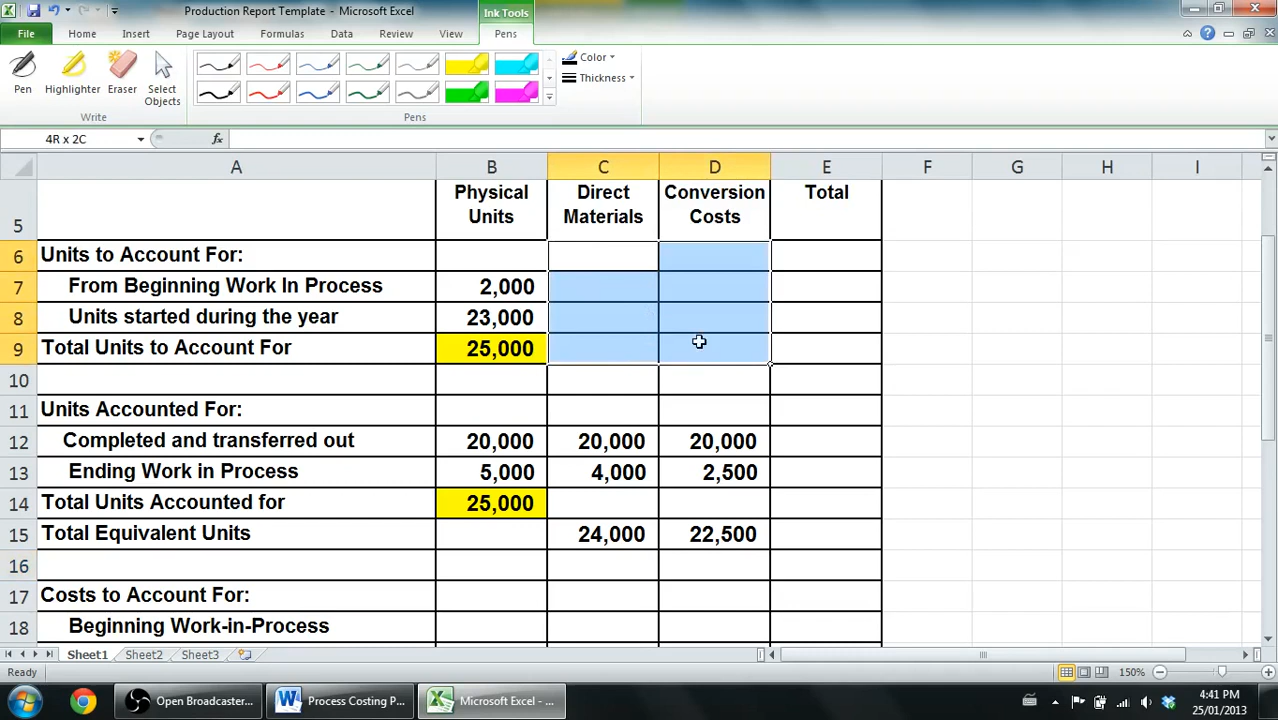 Production Report Template - Microsoft Excel
Ink Tools
File Home Insert Page Layout Formulas Data Review View Pens
Pen Highlighter Eraser Select Objects
Color
Thickness
Write Pens
4R x 2C fx
A B C D E F G H I
5 Physical Units Direct Materials Conversion Costs Total
6 Units to Account For:
7 From Beginning Work In Process 2,000
8 Units started during the year 23,000
9 Total Units to Account For 25,000
10
11 Units Accounted For:
12 Completed and transferred out 20,000 20,000 20,000
13 Ending Work in Process 5,000 4,000 2,500
14 Total Units Accounted for 25,000
15 Total Equivalent Units 24,000 22,500
16
17 Costs to Account For:
18 Beginning Work-in-Process
Sheet1 Sheet2 Sheet3
Ready 150%
Open Broadcaster... Process Costing P... Microsoft Excel - ... 4:41 PM
25/01/2013